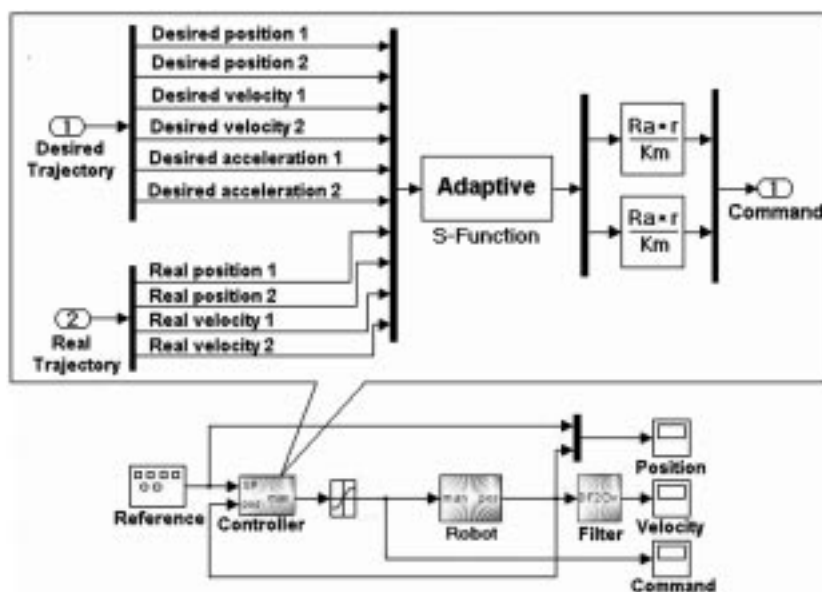 Desired position 1
Desired position 2
Desired velocity 1
Desired velocity 2
Desired acceleration 1
Desired acceleration 2
1
Desired
Trajectory
Real position 1
Real position 2
Real velocity 1
Real velocity 2
2
Real
Trajectory
Adaptive
S-Function
Ra*r
Km
Ra*r
Km
1
Command
Reference
Controller
man pos
Robot
Filter
Position
Velocity
Command